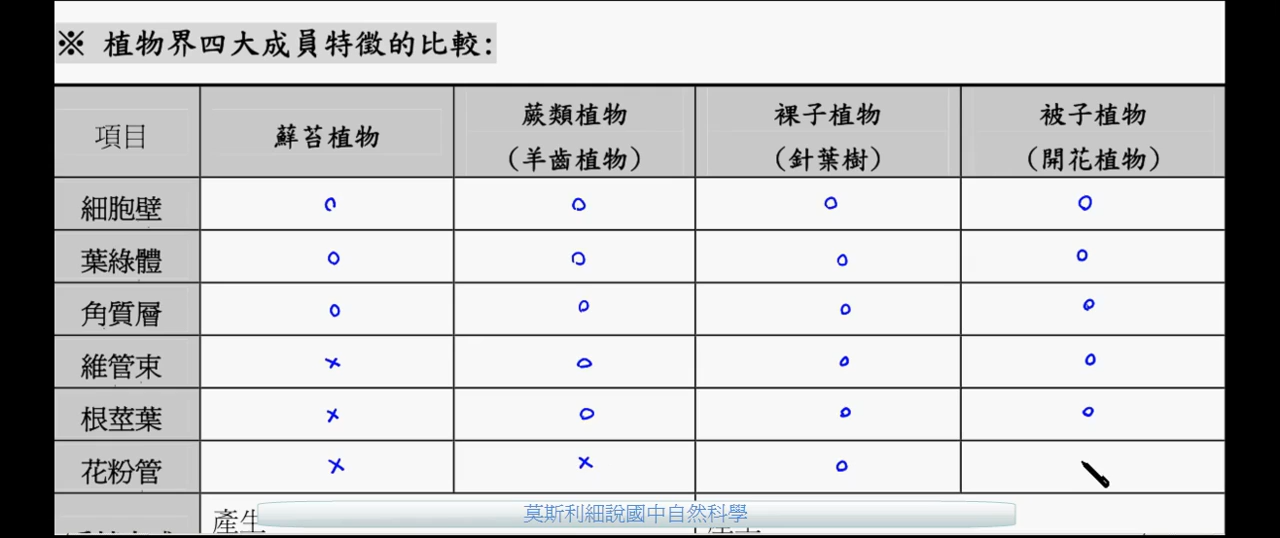 ※ 植物界四大成員特徵的比較:
項目 蘚苔植物 蕨類植物 (羊齒植物) 裸子植物 (針葉樹) 被子植物 (開花植物)
細胞壁 o o o o
葉綠體 o o o o
角質層 o o o o
維管束 x o o o
根莖葉 x o o o
花粉管 x x o
產生
莫斯利細說國中自然科學